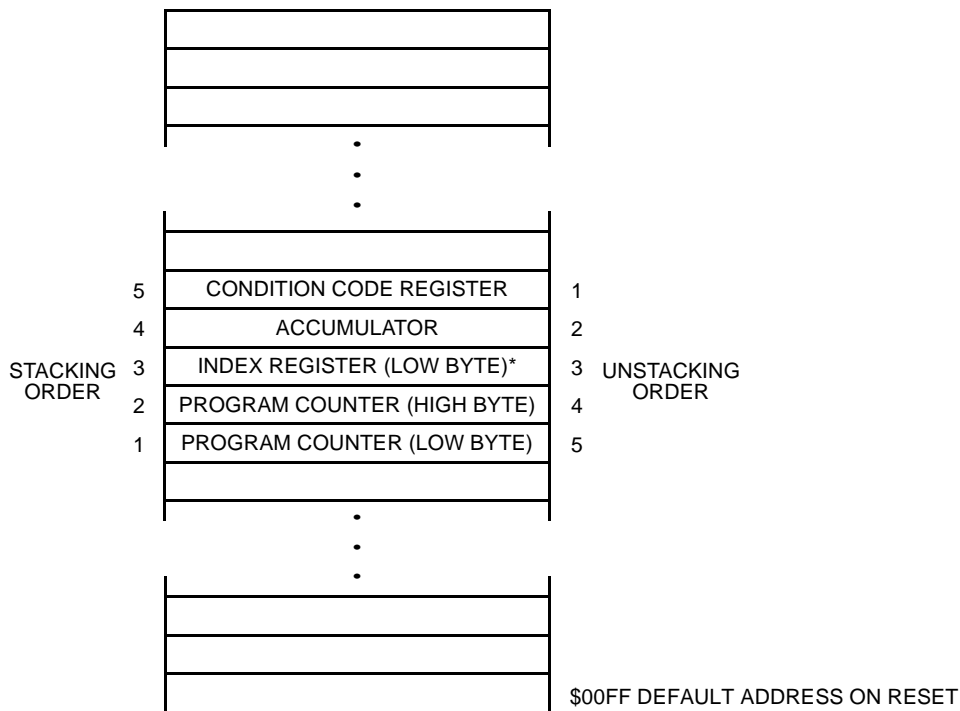 5 CONDITION CODE REGISTER 1
4 ACCUMULATOR 2
STACKING ORDER 3 INDEX REGISTER (LOW BYTE)* 3 UNSTACKING ORDER
2 PROGRAM COUNTER (HIGH BYTE) 4
1 PROGRAM COUNTER (LOW BYTE) 5
$00FF DEFAULT ADDRESS ON RESET